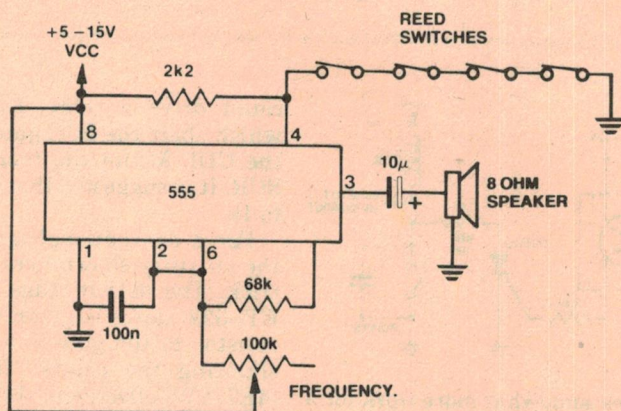 +5 –15V
VCC
REED
SWITCHES
2k2
8
4
555
3
10μ
+
8 OHM
SPEAKER
1
2
6
100n
68k
100k
FREQUENCY.